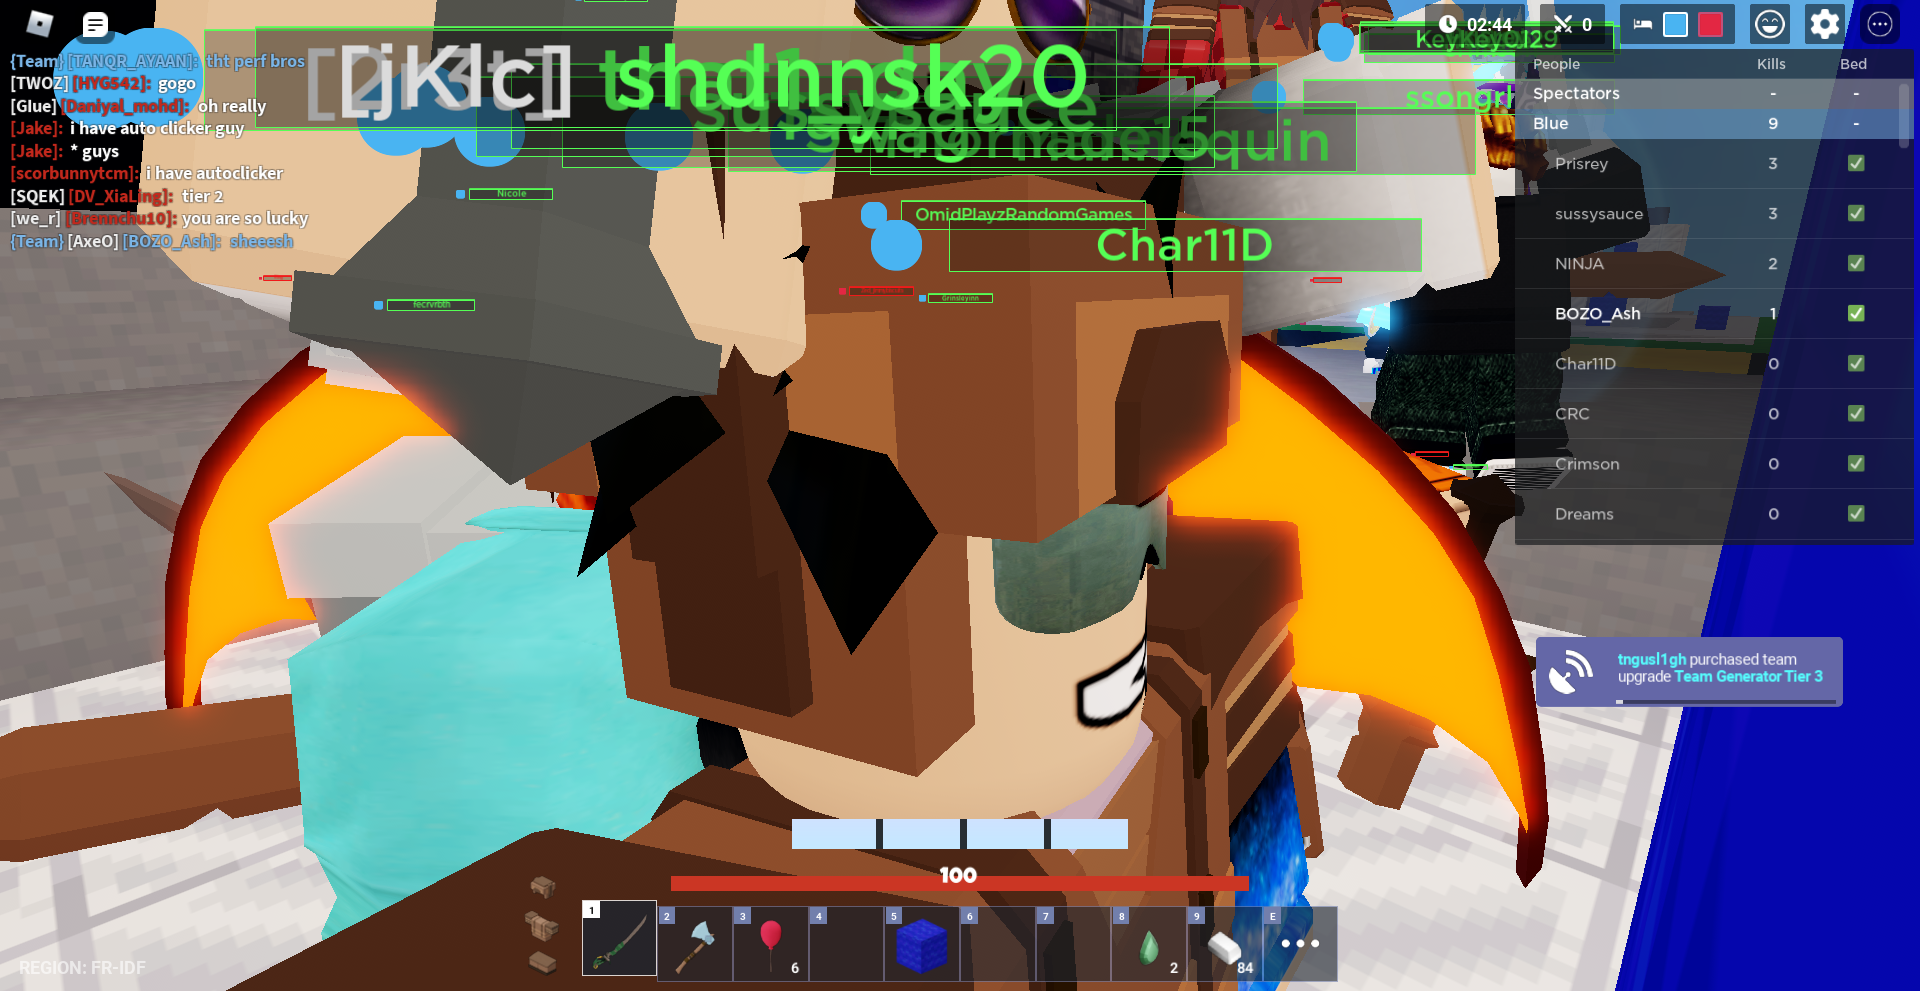 {Team} [TANQR_AYAAN]: tht perf bros
[TWOZ] [HYG542]: gogo
[Glue] [Daniyal_mohd]: oh really
[Jake]: i have auto clicker guy
[Jake]: * guys
[scorbunnytcm]: i have autoclicker
[SQEK] [DV_XiaLing]: tier 2
[we_r] [Brennchu10]: you are so lucky
{Team} [AxeO] [BOZO_Ash]: sheeesh
[jKlc] shdnnsk20
sussysauce
Nicole
OmidPlayzRandomGames
Char11D
fecrvrbth
Grinsleyinn
02:44
0
People Kills Bed
Spectators - -
Blue 9 -
Prisrey 3
sussysauce 3
NINJA 2
BOZO_Ash 1
Char11D 0
CRC 0
Crimson 0
Dreams 0
tngusl1gh purchased team
upgrade Team Generator Tier 3
100
1 2 3 4 5 6 7 8 9 E
6 2 84
REGION: FR-IDF